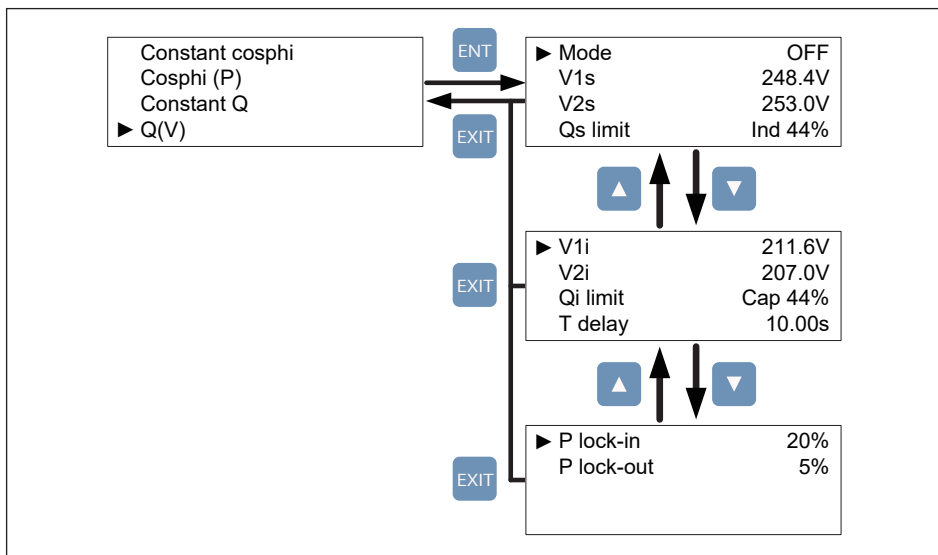 Constant cosphi
Cosphi (P)
Constant Q
► Q(V)
ENT
EXIT
► Mode OFF
V1s 248.4V
V2s 253.0V
Qs limit Ind 44%
▲ ▼
EXIT
► V1i 211.6V
V2i 207.0V
Qi limit Cap 44%
T delay 10.00s
▲ ▼
EXIT
► P lock-in 20%
P lock-out 5%